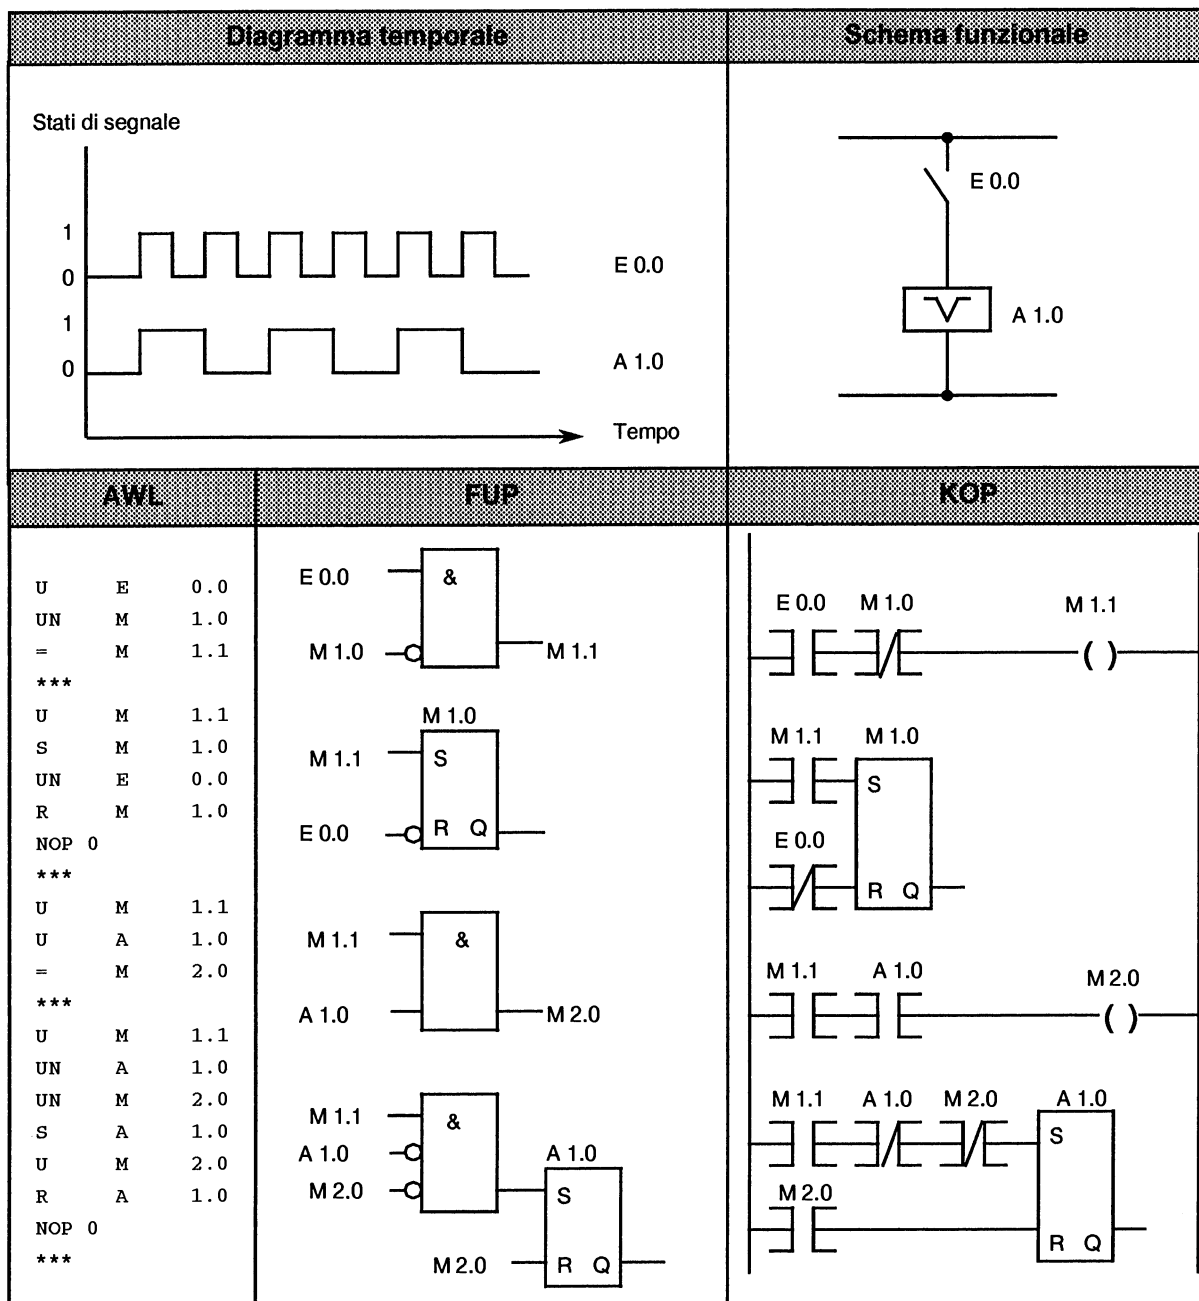 Diagramma temporale
Schema funzionale
Stati di segnale
1
0
E 0.0
1
0
A 1.0
Tempo
E 0.0
A 1.0
AWL
FUP
KOP
U E 0.0
UN M 1.0
= M 1.1
***
U M 1.1
S M 1.0
UN E 0.0
R M 1.0
NOP 0
***
U M 1.1
U A 1.0
= M 2.0
***
U M 1.1
UN A 1.0
UN M 2.0
S A 1.0
U M 2.0
R A 1.0
NOP 0
***
E 0.0
&
M 1.0
M 1.1
M 1.0
M 1.1
S
E 0.0
R Q
M 1.1
&
A 1.0
M 2.0
M 1.1
&
A 1.0
A 1.0
M 2.0
S
M 2.0
R Q
E 0.0 M 1.0 M 1.1
( )
M 1.1 M 1.0
S
E 0.0
R Q
M 1.1 A 1.0 M 2.0
( )
M 1.1 A 1.0 M 2.0 A 1.0
S
M 2.0
R Q